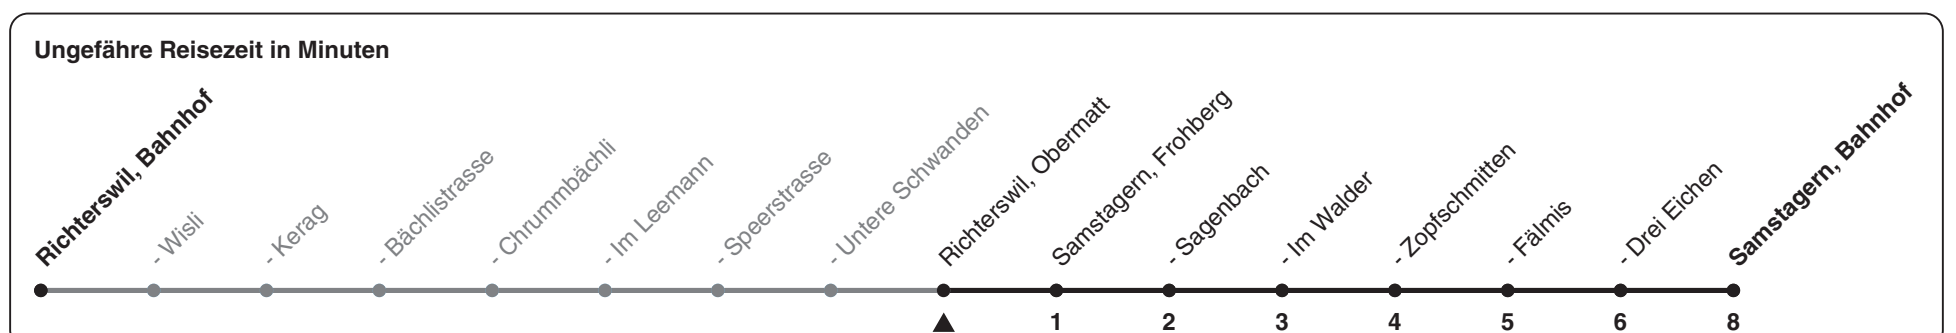 Ungefähre Reisezeit in Minuten
Richterswil, Bahnhof
- Wisli
- Kerag
- Bächlistrasse
- Chrummbächli
- Im Leemann
- Speerstrasse
- Untere Schwanden
Richterswil, Obermatt
Samstagern, Frohberg
- Sagenbach
- Im Walder
- Zopfschmitten
- Fälmis
- Drei Eichen
Samstagern, Bahnhof
1 2 3 4 5 6 8